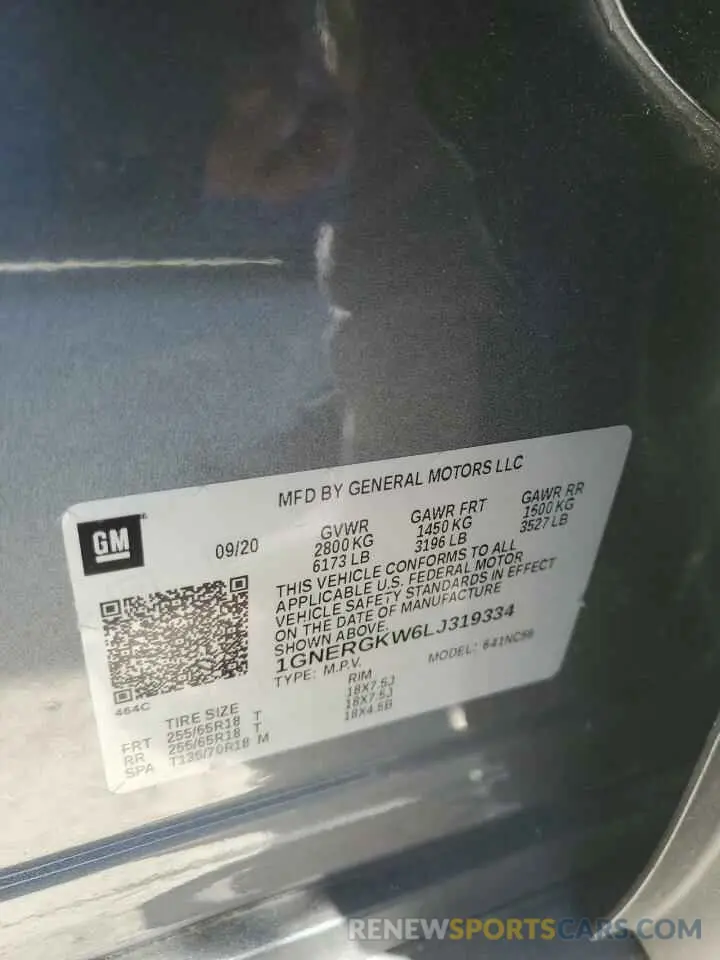 MFD BY GENERAL MOTORS LLC
GM
09/20
GVWR
2800 KG
6173 LB
GAWR FRT
1450 KG
3196 LB
GAWR RR
1600 KG
3527 LB
THIS VEHICLE CONFORMS TO ALL
APPLICABLE U.S. FEDERAL MOTOR
VEHICLE SAFETY STANDARDS IN EFFECT
ON THE DATE OF MANUFACTURE
SHOWN ABOVE.
1GNERGKW6LJ319334
TYPE: M.P.V.
MODEL: 641NC56
464C
TIRE SIZE
RIM
FRT 255/65R18 T 18X7.5J
RR 255/65R18 T 18X7.5J
SPA T135/70R18 M 18X4.5B
RENEWSPORTSCARS.COM